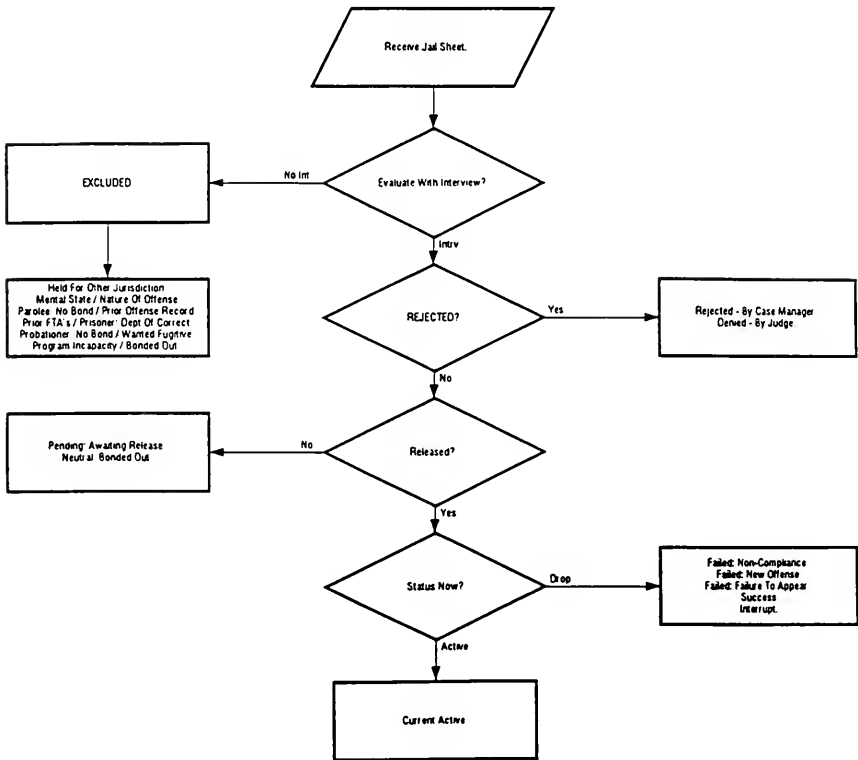 Receive Jail Sheet.
Evaluate With Interview?
No Int
EXCLUDED
Intrv
Held For Other Jurisdiction
Mental State / Nature Of Offense
Parolee: No Bond / Prior Offense Record
Prior FTA's / Prisoner: Dept Of Correct
Probationer: No Bond / Wanted Fugitive
Program Incapacity / Bonded Out
REJECTED?
Yes
Rejected - By Case Manager
Denied - By Judge.
No
Released?
No
Pending: Awaiting Release
Neutral: Bonded Out
Yes
Status Now?
Drop
Failed: Non-Compliance
Failed: New Offense
Failed: Failure To Appear
Success
Interrupt.
Active
Current Active